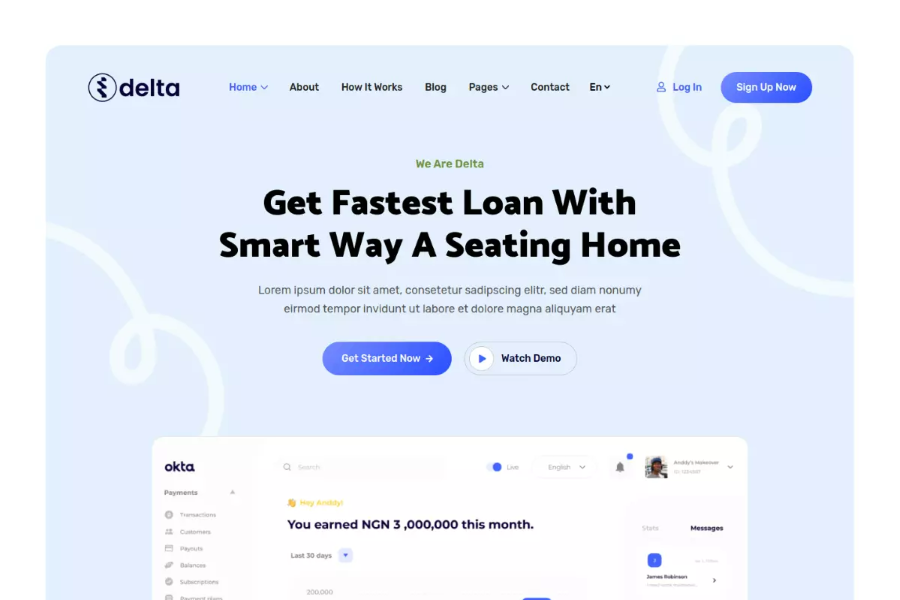 delta
Home About How It Works Blog Pages Contact En Log In Sign Up Now
We Are Delta
Get Fastest Loan With
Smart Way A Seating Home
Lorem ipsum dolor sit amet, consetetur sadipscing elitr, sed diam nonumy
eirmod tempor invidunt ut labore et dolore magna aliquyam erat
Get Started Now → Watch Demo
okta
Search Live English Anddy's Makeover
Payments
Transactions
Customers
Payouts
Balances
Subscriptions
Payment plans
👋 Hey Anddy!
You earned NGN 3 ,000,000 this month.
Last 30 days
200,000
Stats Messages
James Robinson